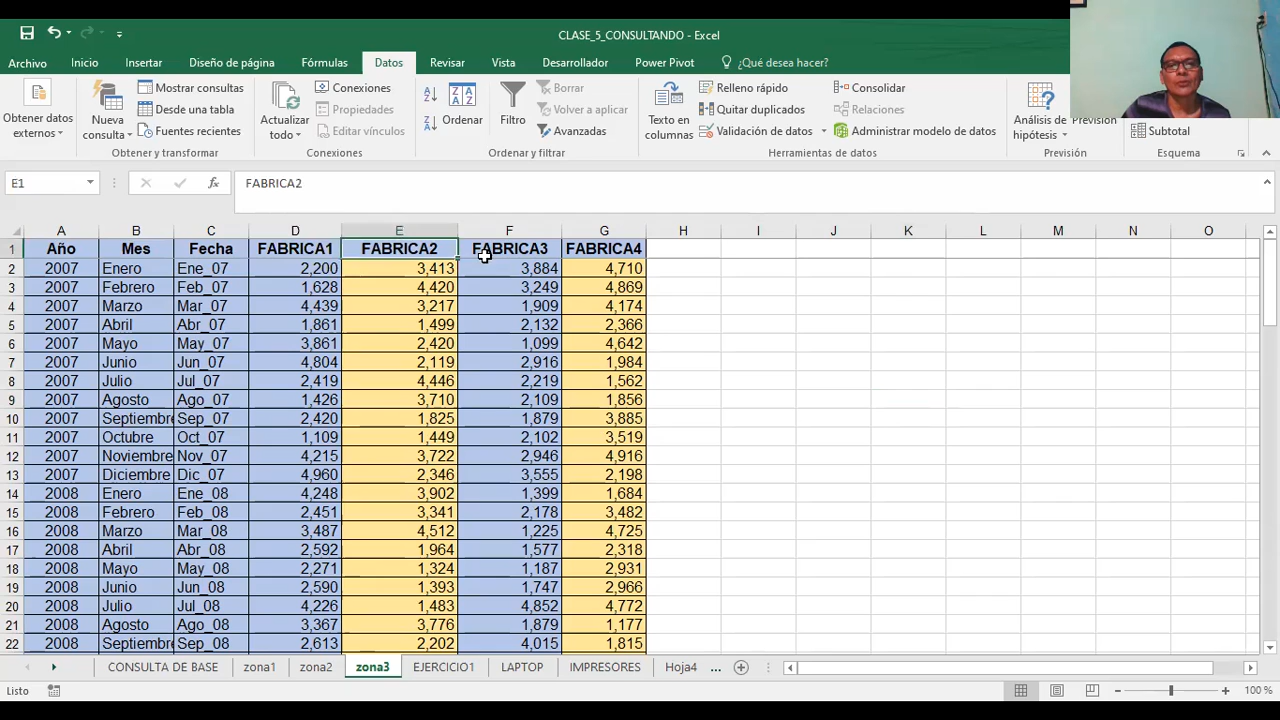 CLASE_5_CONSULTANDO - Excel
Archivo Inicio Insertar Diseño de página Fórmulas Datos Revisar Vista Desarrollador Power Pivot ¿Qué desea hacer?
Obtener datos externos
Nueva consulta
Mostrar consultas
Desde una tabla
Fuentes recientes
Obtener y transformar
Actualizar todo
Conexiones
Propiedades
Editar vínculos
Conexiones
Ordenar
Filtro
Borrar
Volver a aplicar
Avanzadas
Ordenar y filtrar
Texto en columnas
Relleno rápido
Quitar duplicados
Validación de datos
Consolidar
Relaciones
Administrar modelo de datos
Herramientas de datos
Análisis de hipótesis
Previsión
Previsión
Subtotal
Esquema
E1 FABRICA2
A B C D E F G H I J K L M N O
1 Año Mes Fecha FABRICA1 FABRICA2 FABRICA3 FABRICA4
2 2007 Enero Ene_07 2,200 3,413 3,884 4,710
3 2007 Febrero Feb_07 1,628 4,420 3,249 4,869
4 2007 Marzo Mar_07 4,439 3,217 1,909 4,174
5 2007 Abril Abr_07 1,861 1,499 2,132 2,366
6 2007 Mayo May_07 3,861 2,420 1,099 4,642
7 2007 Junio Jun_07 4,804 2,119 2,916 1,984
8 2007 Julio Jul_07 2,419 4,446 2,219 1,562
9 2007 Agosto Ago_07 1,426 3,710 2,109 1,856
10 2007 Septiembre Sep_07 2,420 1,825 1,879 3,885
11 2007 Octubre Oct_07 1,109 1,449 2,102 3,519
12 2007 Noviembre Nov_07 4,215 3,722 2,946 4,916
13 2007 Diciembre Dic_07 4,960 2,346 3,555 2,198
14 2008 Enero Ene_08 4,248 3,902 1,399 1,684
15 2008 Febrero Feb_08 2,451 3,341 2,178 3,482
16 2008 Marzo Mar_08 3,487 4,512 1,225 4,725
17 2008 Abril Abr_08 2,592 1,964 1,577 2,318
18 2008 Mayo May_08 2,271 1,324 1,187 2,931
19 2008 Junio Jun_08 2,590 1,393 1,747 2,966
20 2008 Julio Jul_08 4,226 1,483 4,852 4,772
21 2008 Agosto Ago_08 3,367 3,776 1,879 1,177
22 2008 Septiembre Sep_08 2,613 2,202 4,015 1,815
CONSULTA DE BASE zona1 zona2 zona3 EJERCICIO1 LAPTOP IMPRESORES Hoja4 ...
Listo 100 %